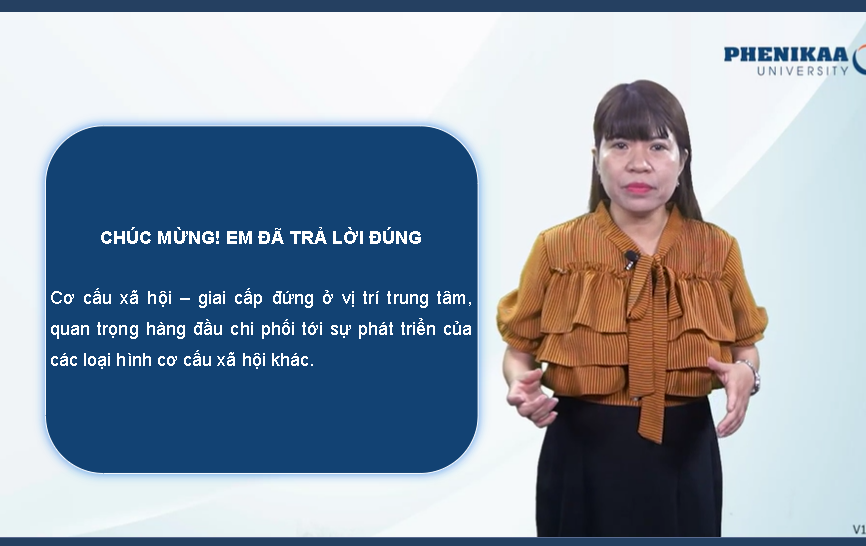 PHENIKAA
UNIVERSITY
CHÚC MỪNG! EM ĐÃ TRẢ LỜI ĐÚNG
Cơ cấu xã hội – giai cấp đứng ở vị trí trung tâm,
quan trọng hàng đầu chi phối tới sự phát triển của
các loại hình cơ cấu xã hội khác.
V1